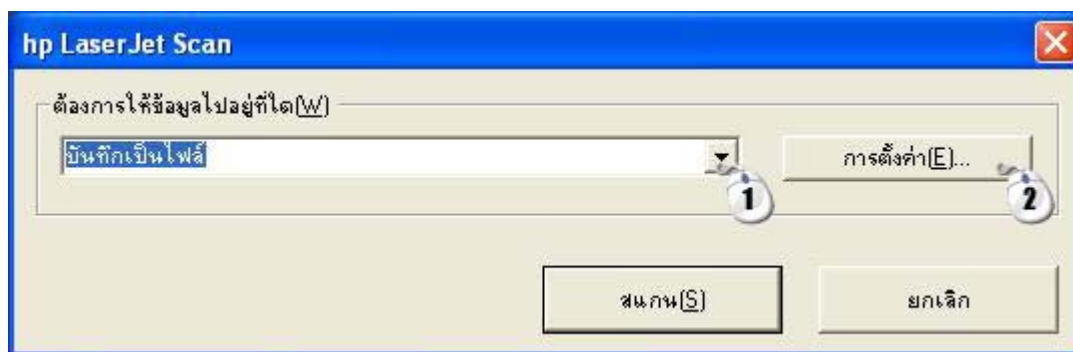 hp LaserJet Scan
ต้องการให้ข้อมูลไปอยู่ที่ใด(W)
บันทึกเป็นไฟล์
การตั้งค่า(E)...
1
2
สแกน(S)
ยกเลิก